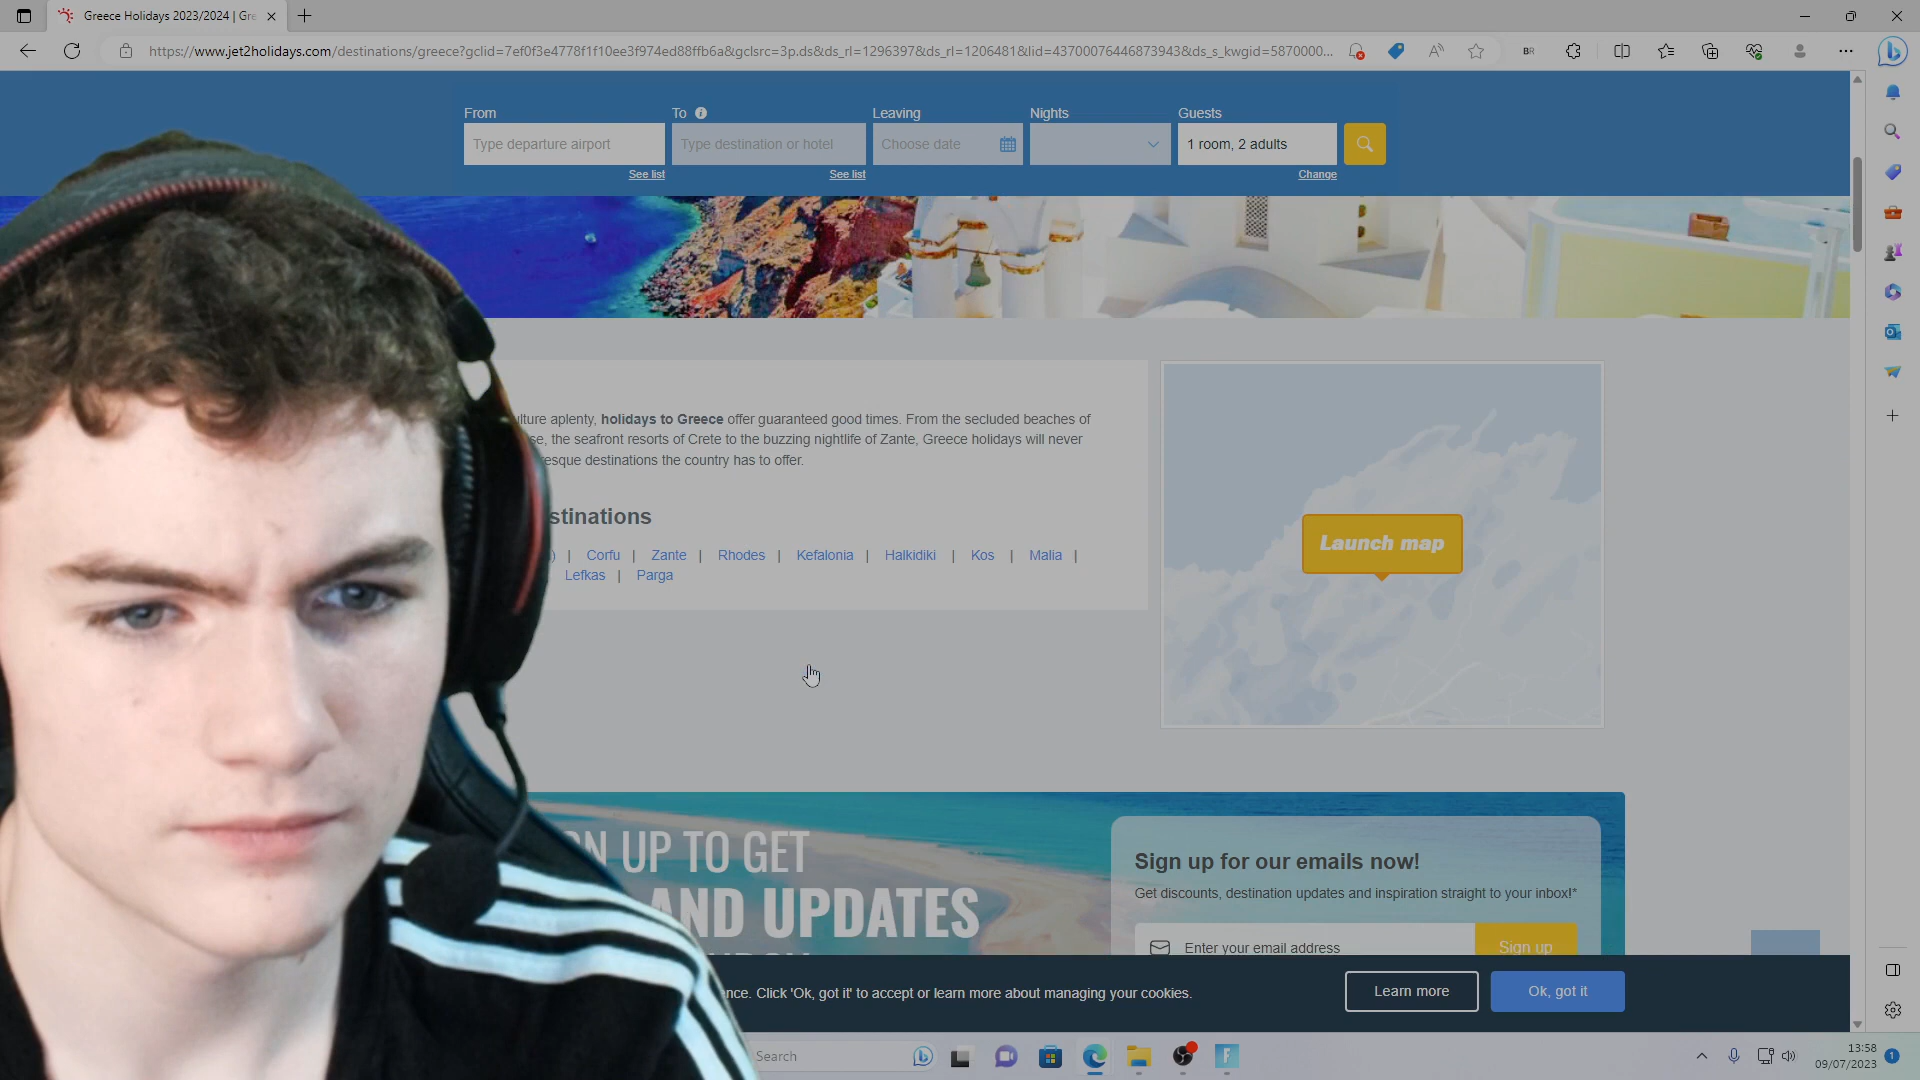 Greece Holidays 2023/2024 | Gre
https://www.jet2holidays.com/destinations/greece?gclid=7ef0f3e4778f1f10ee3f974ed88ffb6a&gclsrc=3p.ds&ds_rl=1296397&ds_rl=1206481&lid=43700076446873943&ds_s_kwgid=5870000...
BR
From To Leaving Nights Guests
Type departure airport Type destination or hotel Choose date 1 room, 2 adults
See list See list Change
ulture aplenty, holidays to Greece offer guaranteed good times. From the secluded beaches of
se, the seafront resorts of Crete to the buzzing nightlife of Zante, Greece holidays will never
esque destinations the country has to offer.
stinations
) | Corfu | Zante | Rhodes | Kefalonia | Halkidiki | Kos | Malia |
Lefkas | Parga
Launch map
N UP TO GET
AND UPDATES
Sign up for our emails now!
Get discounts, destination updates and inspiration straight to your inbox!*
Enter your email address Sign up
nce. Click 'Ok, got it' to accept or learn more about managing your cookies. Learn more Ok, got it
Search
13:58
09/07/2023 1